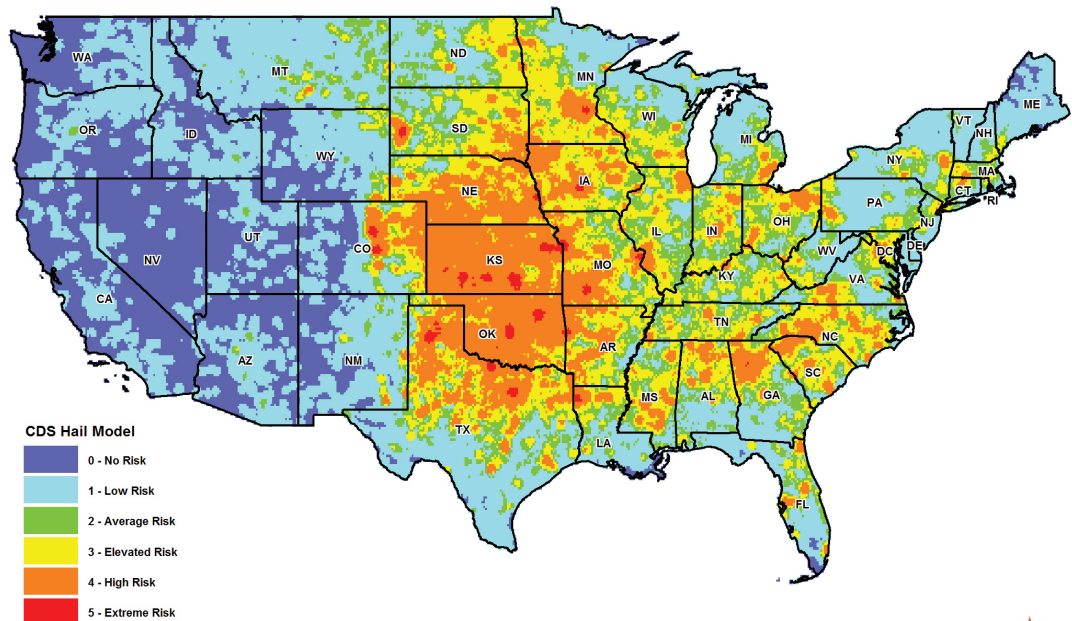 WA
ND
MT
MN
ME
OR
ID
VT
NH
WI
SD
MI
WY
NY
MA
CT
RI
IA
NE
PA
NJ
OH
IL
IN
UT
DE
CO
WV
DC
NV
KS
MO
VA
KY
CA
TN
NC
OK
AR
AZ
NM
SC
MS
AL
GA
TX
LA
FL
CDS Hail Model
0 - No Risk
1 - Low Risk
2 - Average Risk
3 - Elevated Risk
4 - High Risk
5 - Extreme Risk